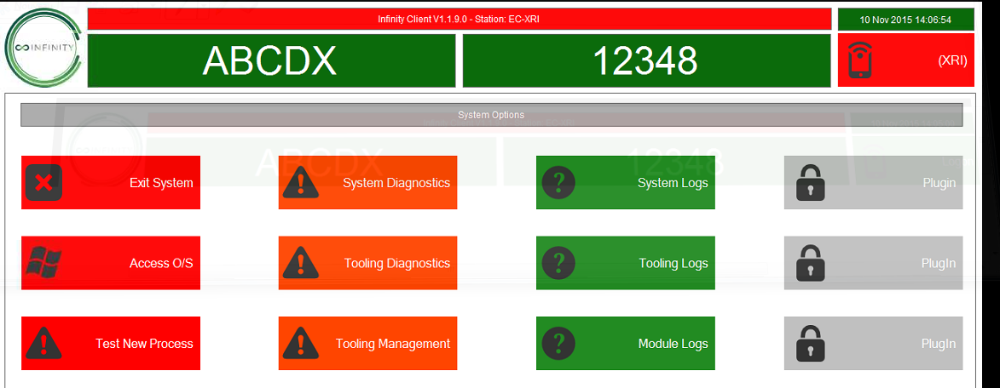 Infinity Client V1.1.9.0 - Station: EC-XRI
10 Nov 2015 14:06:54
INFINITY
ABCDX
12348
(XRI)
System Options
ABCDX
12348
Exit System
System Diagnostics
System Logs
Plugin
Access O/S
Tooling Diagnostics
Tooling Logs
PlugIn
Test New Process
Tooling Management
Module Logs
PlugIn